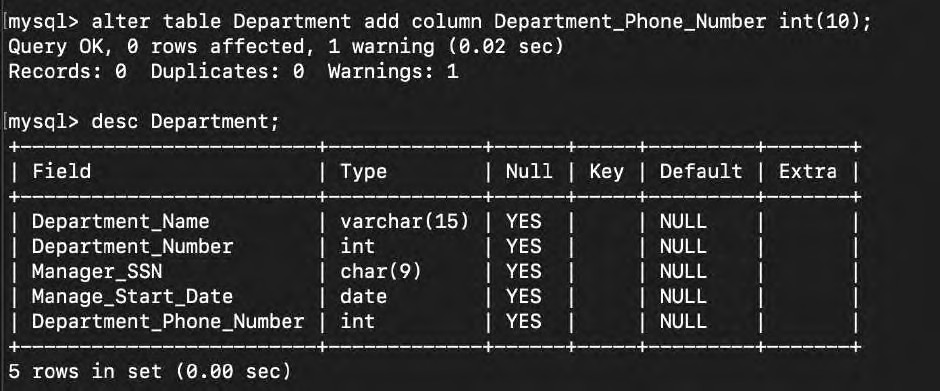 [mysql> alter table Department add column Department_Phone_Number int(10);
Query OK, 0 rows affected, 1 warning (0.02 sec)
Records: 0  Duplicates: 0  Warnings: 1

[mysql> desc Department;
+-------------------------+-------------+------+-----+---------+-------+
| Field                   | Type        | Null | Key | Default | Extra |
+-------------------------+-------------+------+-----+---------+-------+
| Department_Name         | varchar(15) | YES  |     | NULL    |       |
| Department_Number       | int         | YES  |     | NULL    |       |
| Manager_SSN             | char(9)     | YES  |     | NULL    |       |
| Manage_Start_Date       | date        | YES  |     | NULL    |       |
| Department_Phone_Number | int         | YES  |     | NULL    |       |
+-------------------------+-------------+------+-----+---------+-------+
5 rows in set (0.00 sec)